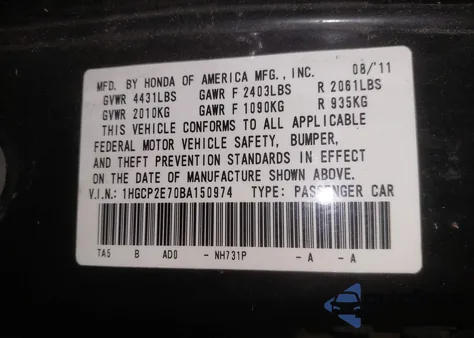 MFD. BY HONDA OF AMERICA MFG., INC. 08/'11
GVWR 4431LBS GAWR F 2403LBS R 2061LBS
GVWR 2010KG GAWR F 1090KG R 935KG
THIS VEHICLE CONFORMS TO ALL APPLICABLE
FEDERAL MOTOR VEHICLE SAFETY, BUMPER,
AND THEFT PREVENTION STANDARDS IN EFFECT
ON THE DATE OF MANUFACTURE SHOWN ABOVE.
V.I.N.: 1HGCP2E70BA150974 TYPE: PASSENGER CAR
TA5 B AD0 - NH731P - A - A